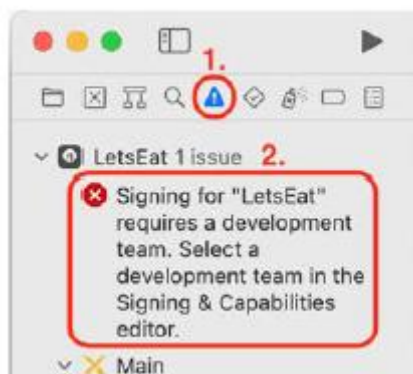 1.
LetsEat 1 issue 2.
Signing for "LetsEat"
requires a development
team. Select a
development team in the
Signing & Capabilities
editor.
Main